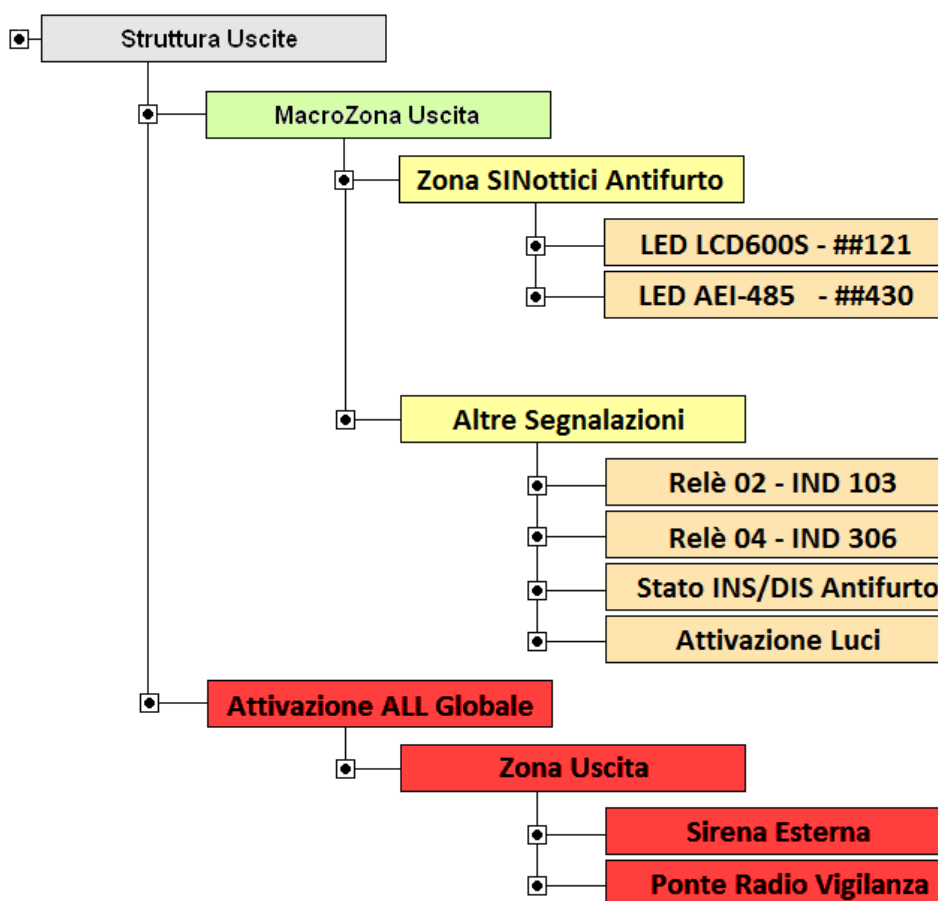 Struttura Uscite
MacroZona Uscita
Zona SINottici Antifurto
LED LCD600S - ##121
LED AEI-485 - ##430
Altre Segnalazioni
Relè 02 - IND 103
Relè 04 - IND 306
Stato INS/DIS Antifurto
Attivazione Luci
Attivazione ALL Globale
Zona Uscita
Sirena Esterna
Ponte Radio Vigilanza